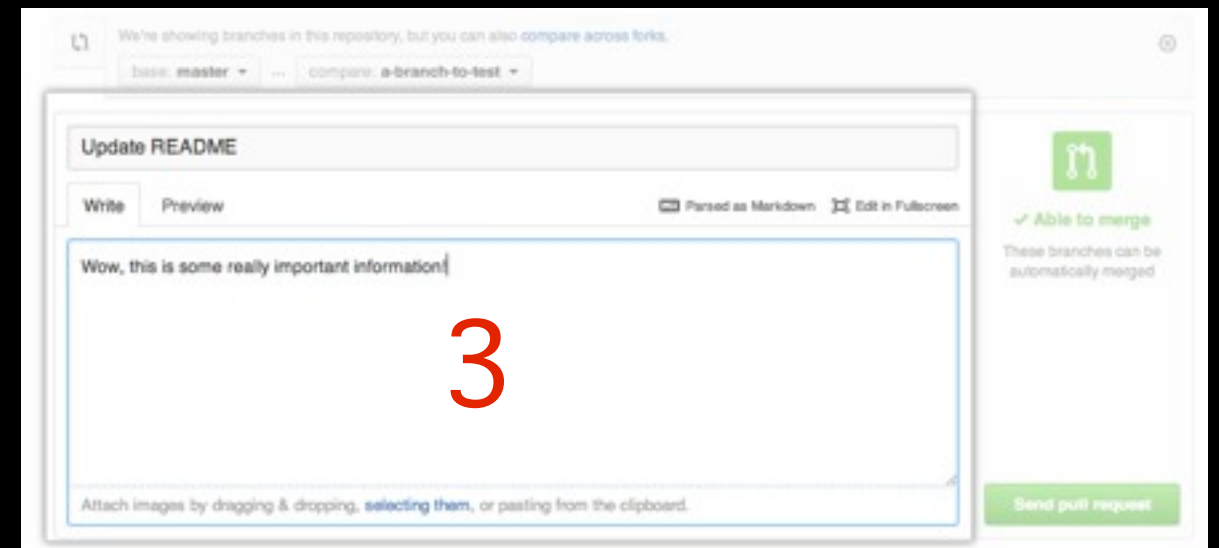 We're showing branches in this repository, but you can also compare across forks.
base: master ... compare: a-branch-to-test
Update README
Write Preview Parsed as Markdown Edit in Fullscreen
Able to merge
Wow, this is some really important information!
These branches can be
automatically merged
3
Attach images by dragging & dropping, selecting them, or pasting from the clipboard.
Send pull request